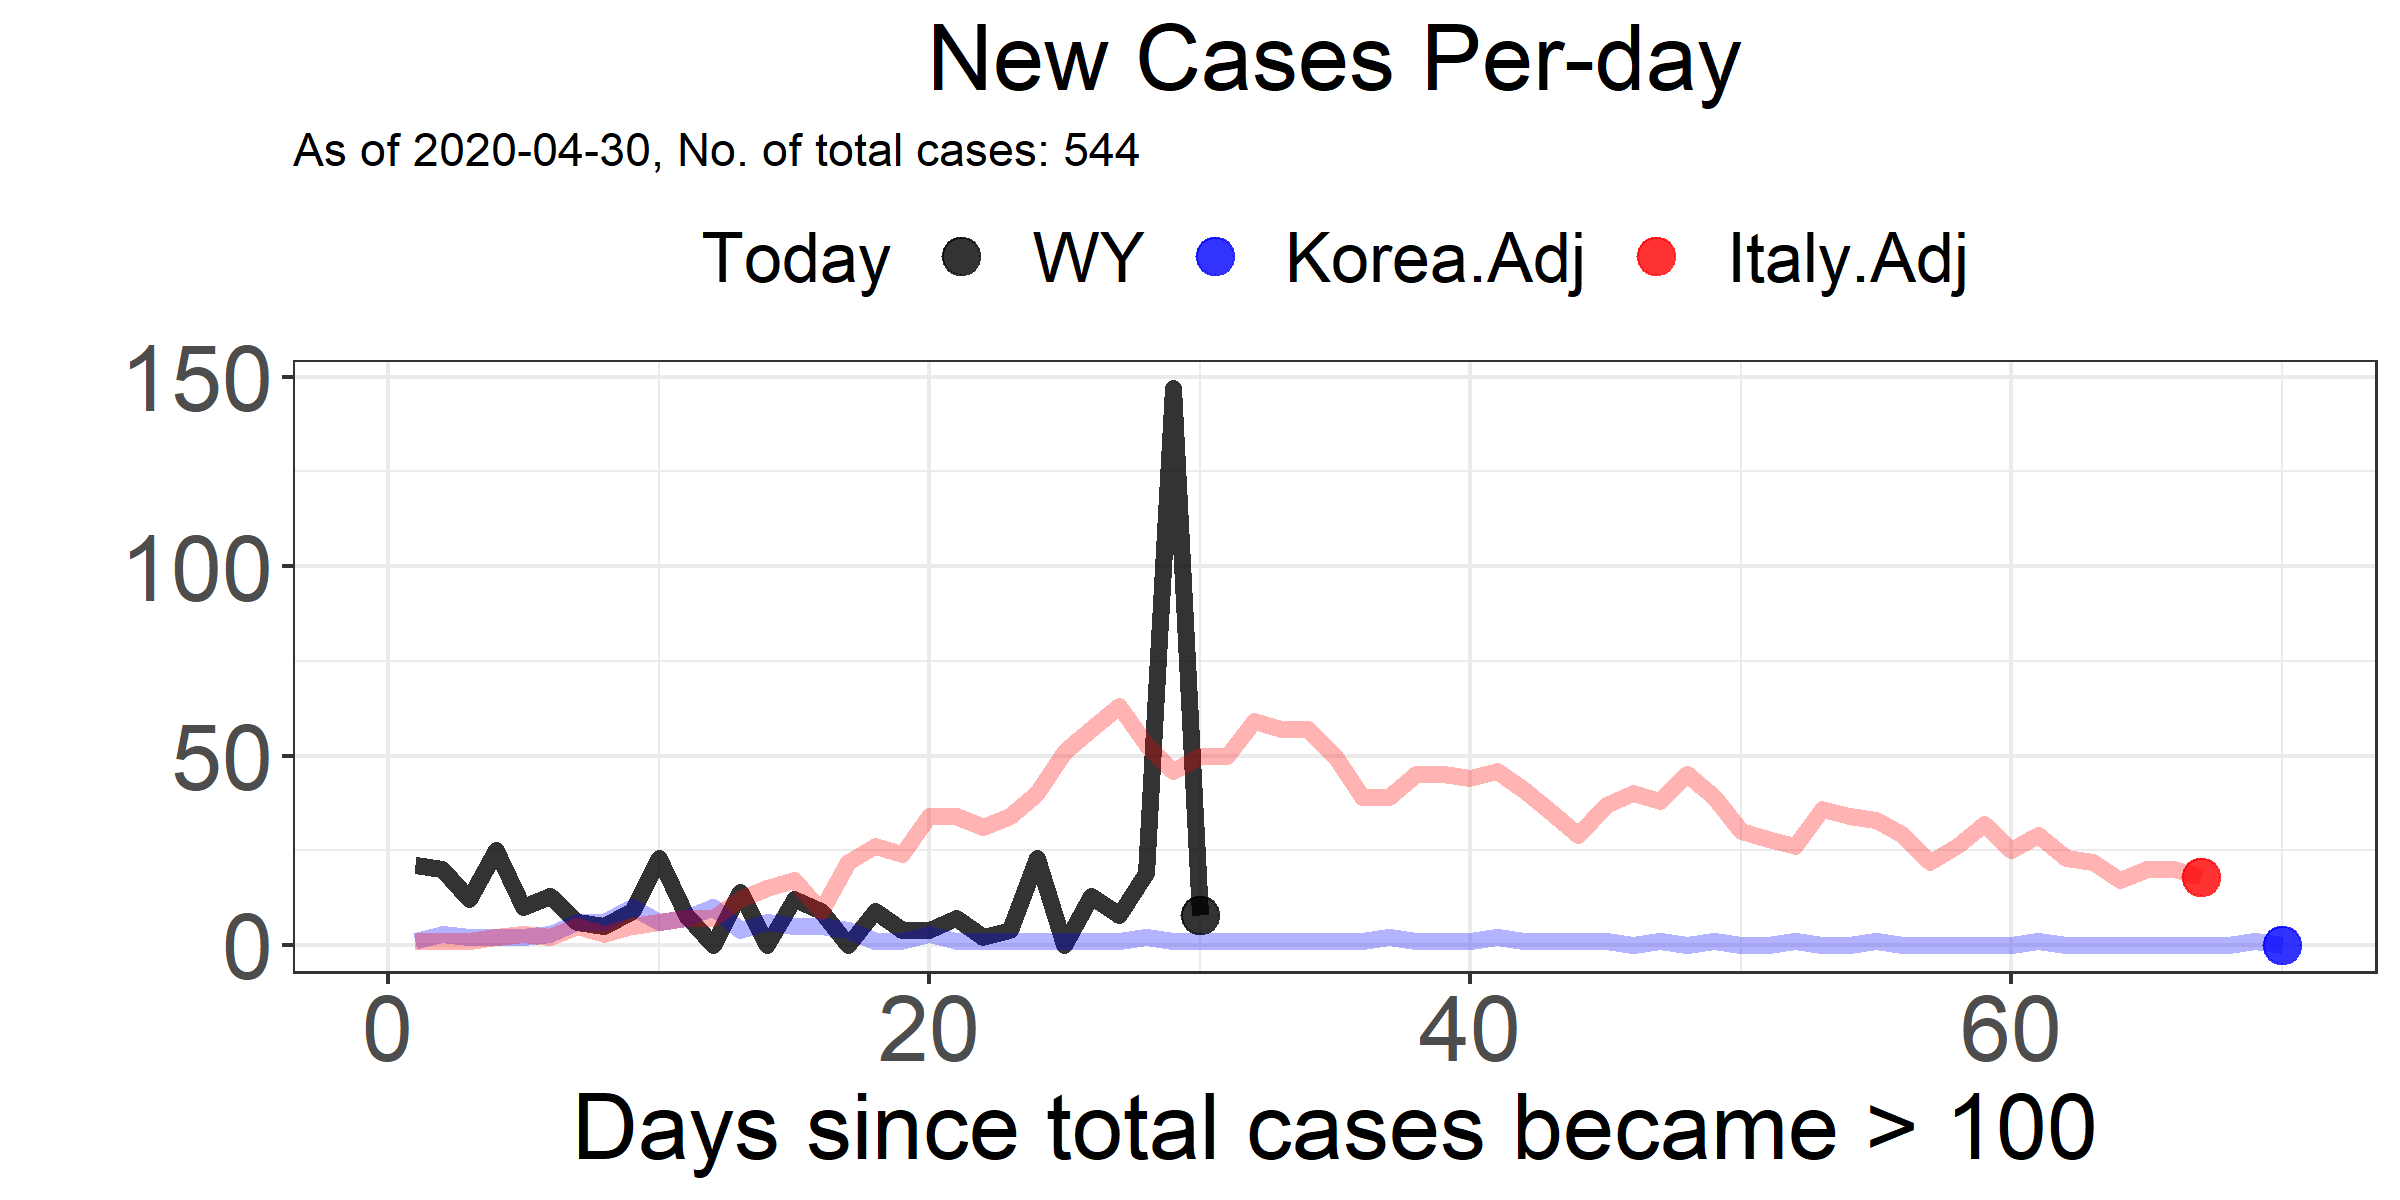 New Cases Per-day
As of 2020-04-30, No. of total cases: 544
Today WY Korea.Adj Italy.Adj
150
100
50
0
0 20 40 60
Days since total cases became > 100